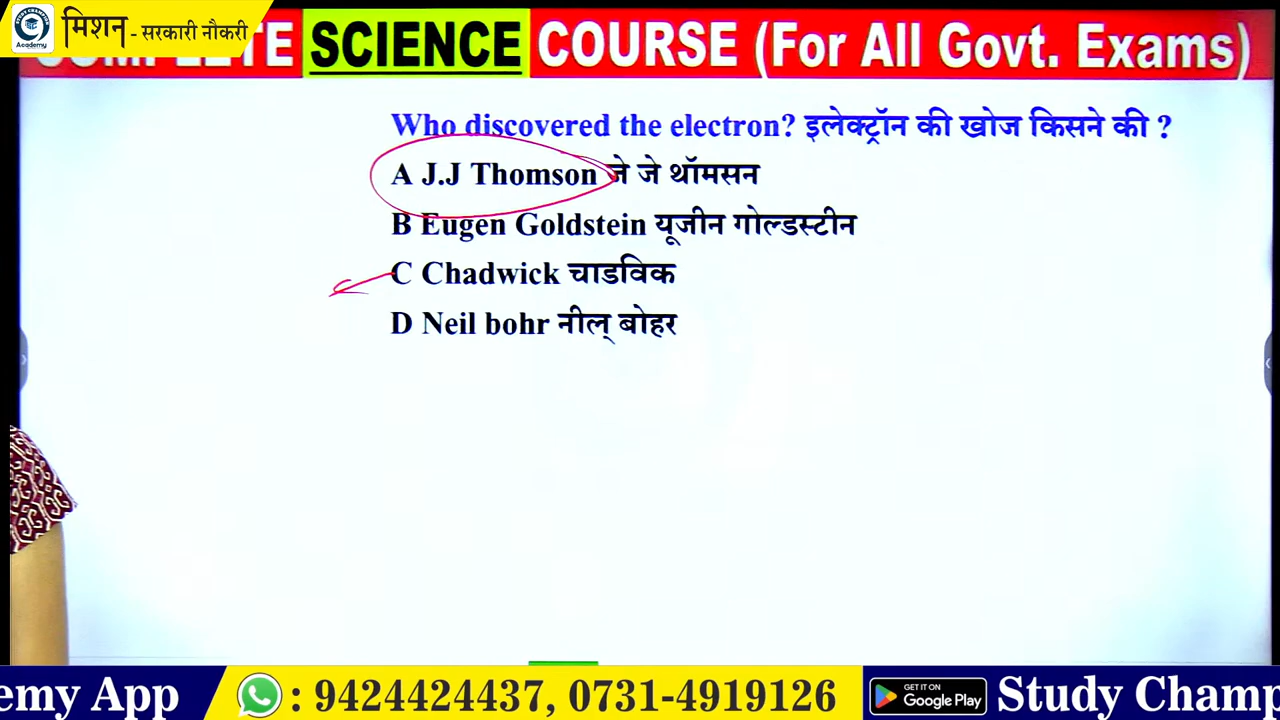 Academy
मिशन - सरकारी नौकरी
SCIENCE COURSE (For All Govt. Exams)
Who discovered the electron? इलेक्ट्रॉन की खोज किसने की ?
A J.J Thomson जे जे थॉमसन
B Eugen Goldstein यूजीन गोल्डस्टीन
C Chadwick चाडविक
D Neil bohr नील् बोहर
emy App : 9424424437, 0731-4919126 GET IT ON Google Play Study Champ